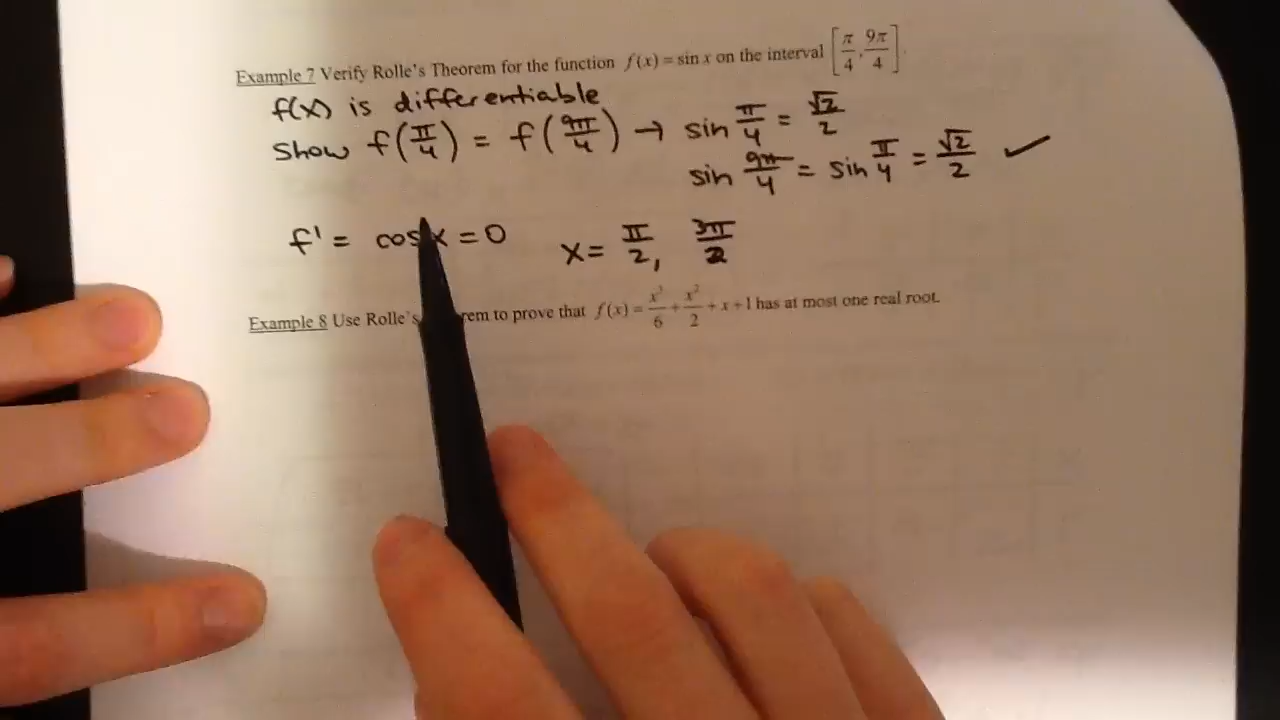 Example 7 Verify Rolle's Theorem for the function f(x) = sin x on the interval [π/4, 9π/4].
f(x) is differentiable
Show f(π/4) = f(9π/4) → sin π/4 = √2/2
sin 9π/4 = sin π/4 = √2/2 ✓
f' = cos x = 0 x = π/2, 3π/2
Example 8 Use Rolle's rem to prove that f(x) = x³/6 + x²/2 + x + 1 has at most one real root.